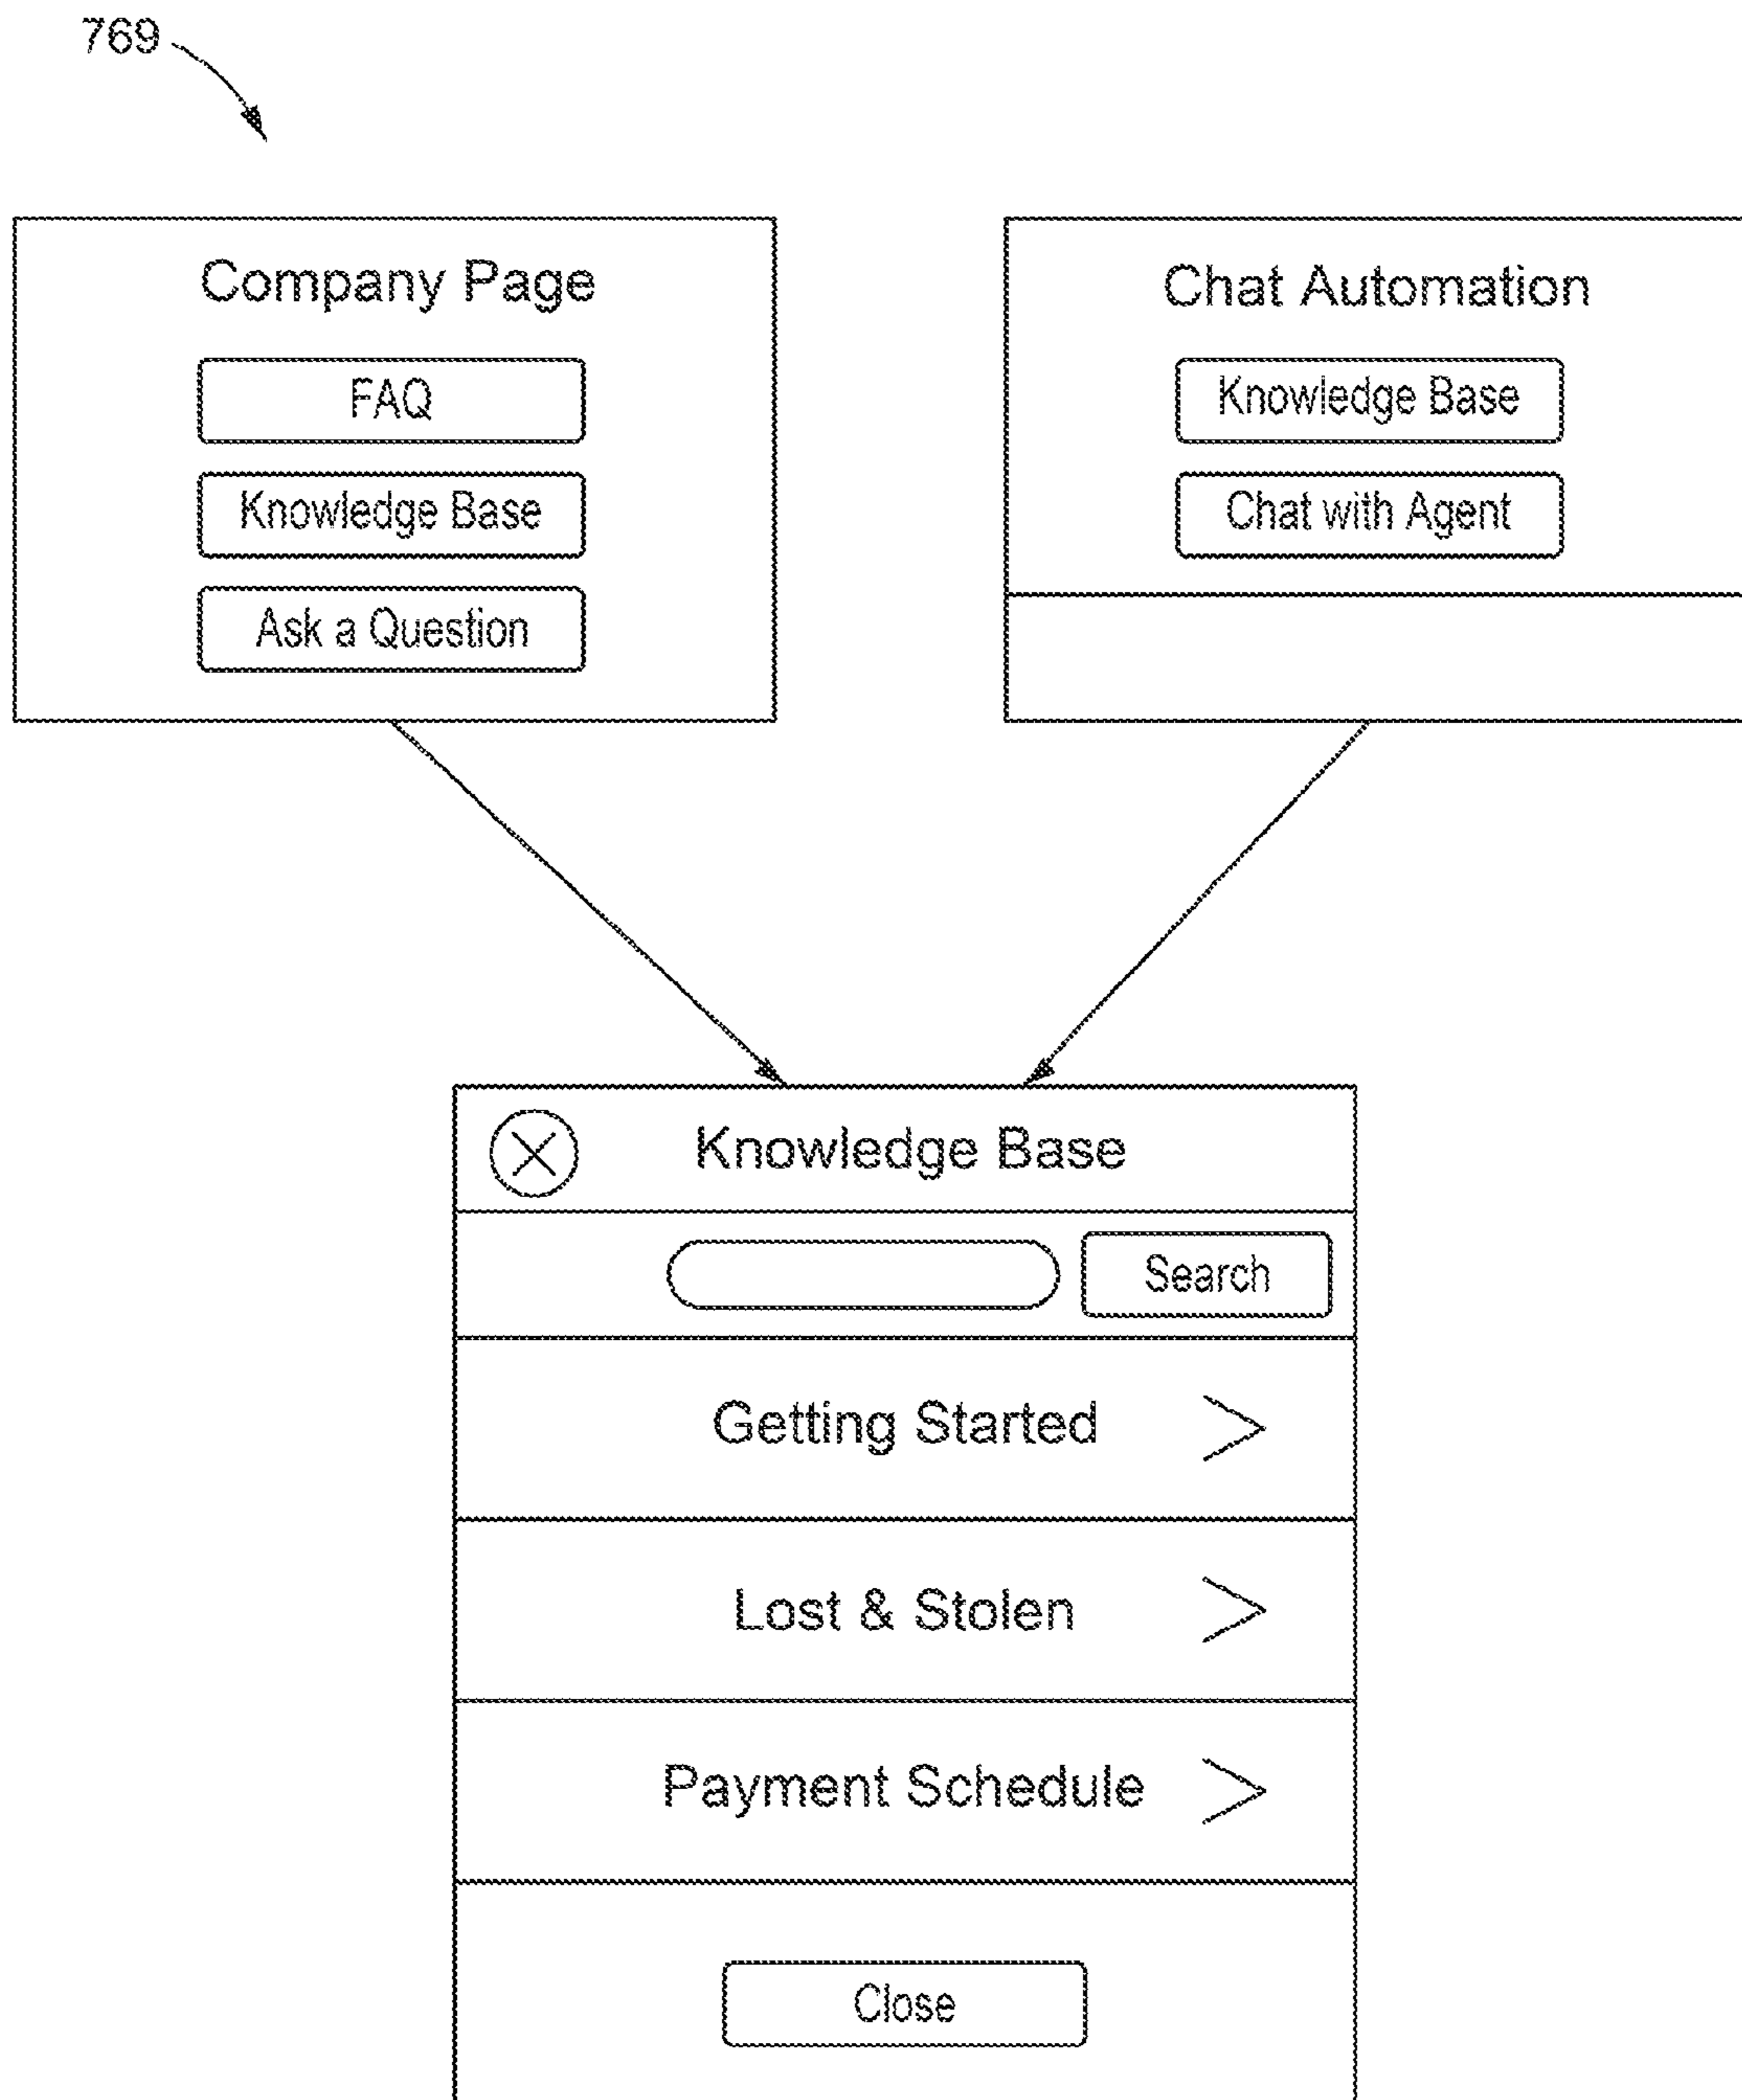 769
Company Page
FAQ
Knowledge Base
Ask a Question
Chat Automation
Knowledge Base
Chat with Agent
Knowledge Base
Search
Getting Started >
Lost & Stolen >
Payment Schedule >
Close